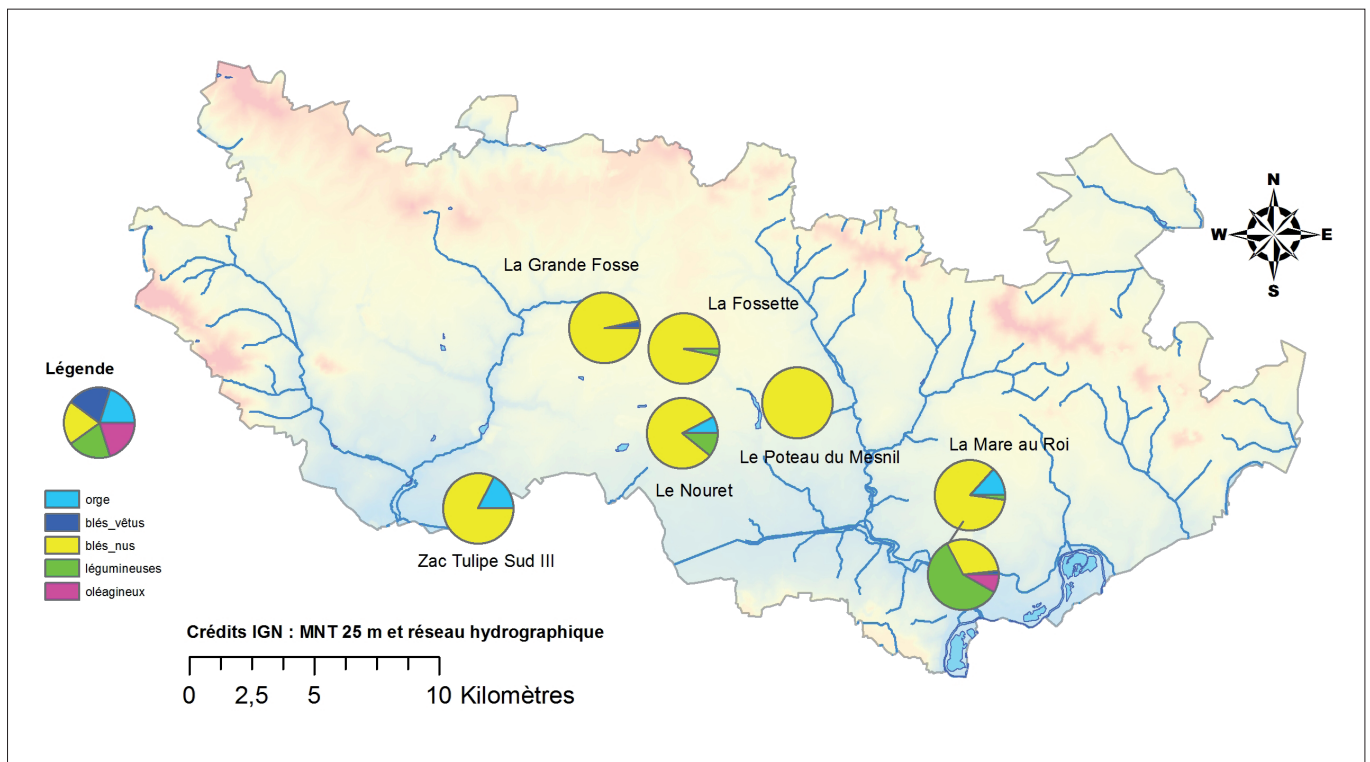 N
W
E
S
La Grande Fosse
La Fossette
Légende
La Mare au Roi
Le Poteau du Mesnil
Le Nouret
orge
blés_vêtus
blés_nus
légumineuses
oléagineux
Zac Tulipe Sud III
Crédits IGN : MNT 25 m et réseau hydrographique
0 2,5 5 10 Kilomètres